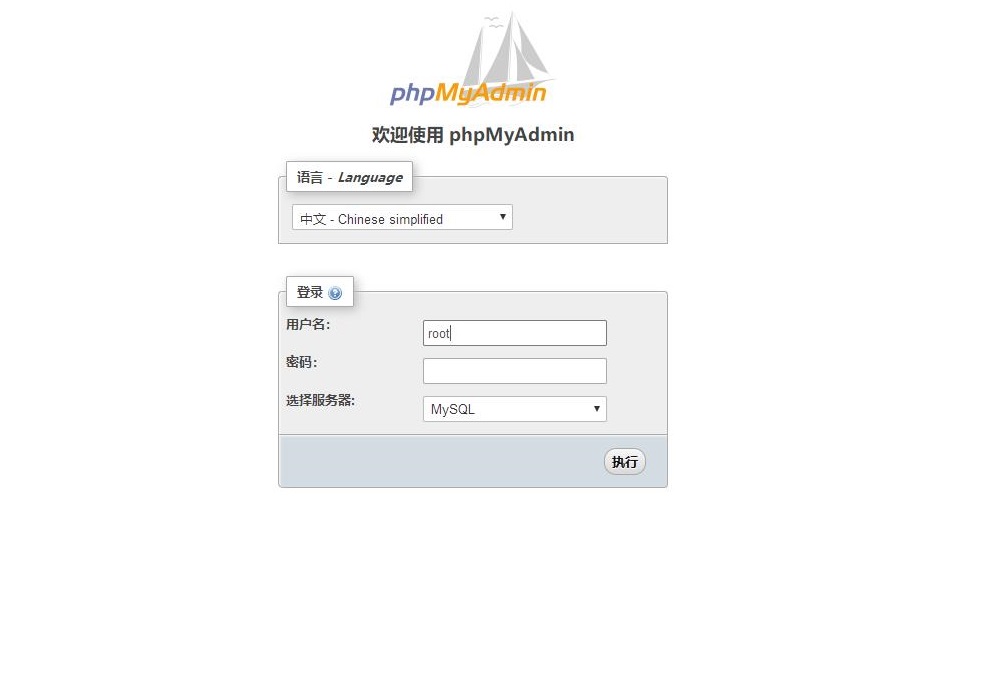 phpMyAdmin
欢迎使用 phpMyAdmin
语言 - Language
中文 - Chinese simplified
登录
用户名:
root
密码:
选择服务器:
MySQL
执行